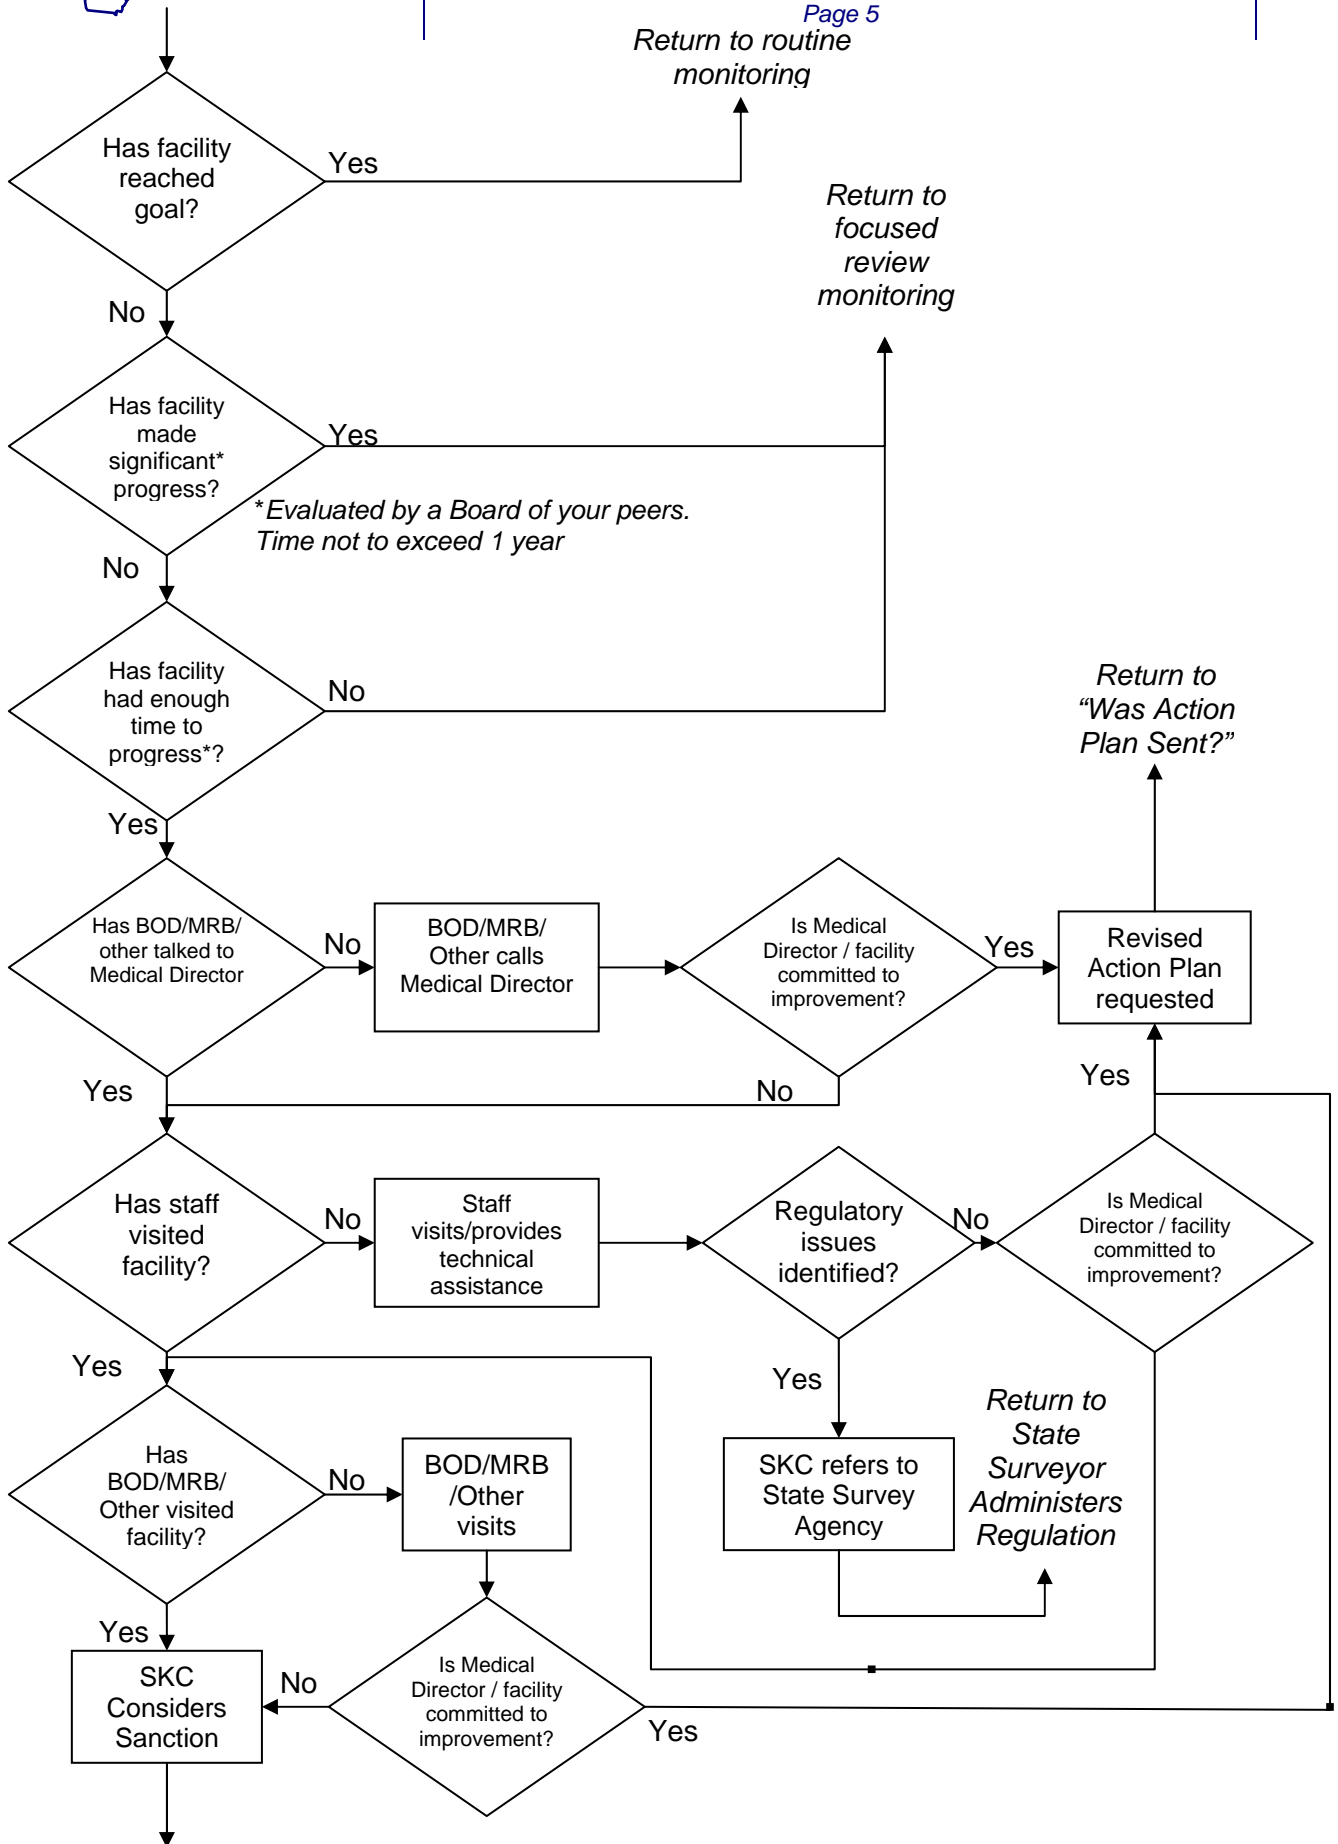 Page 5
Return to routine
monitoring
Has facility
reached
goal?
Yes
Return to
focused
review
monitoring
No
Has facility
made
significant*
progress?
Yes
*Evaluated by a Board of your peers.
Time not to exceed 1 year
No
Has facility
had enough
time to
progress*?
No
Return to
“Was Action
Plan Sent?”
Yes
Has BOD/MRB/
other talked to
Medical Director
No
BOD/MRB/
Other calls
Medical Director
Is Medical
Director / facility
committed to
improvement?
Yes
Revised
Action Plan
requested
Yes
No
Yes
Has staff
visited
facility?
No
Staff
visits/provides
technical
assistance
Regulatory
issues
identified?
No
Is Medical
Director / facility
committed to
improvement?
Yes
Yes
Return to
State
Surveyor
Administers
Regulation
Has
BOD/MRB/
Other visited
facility?
No
BOD/MRB
/Other
visits
SKC refers to
State Survey
Agency
Yes
SKC
Considers
Sanction
No
Is Medical
Director / facility
committed to
improvement?
Yes